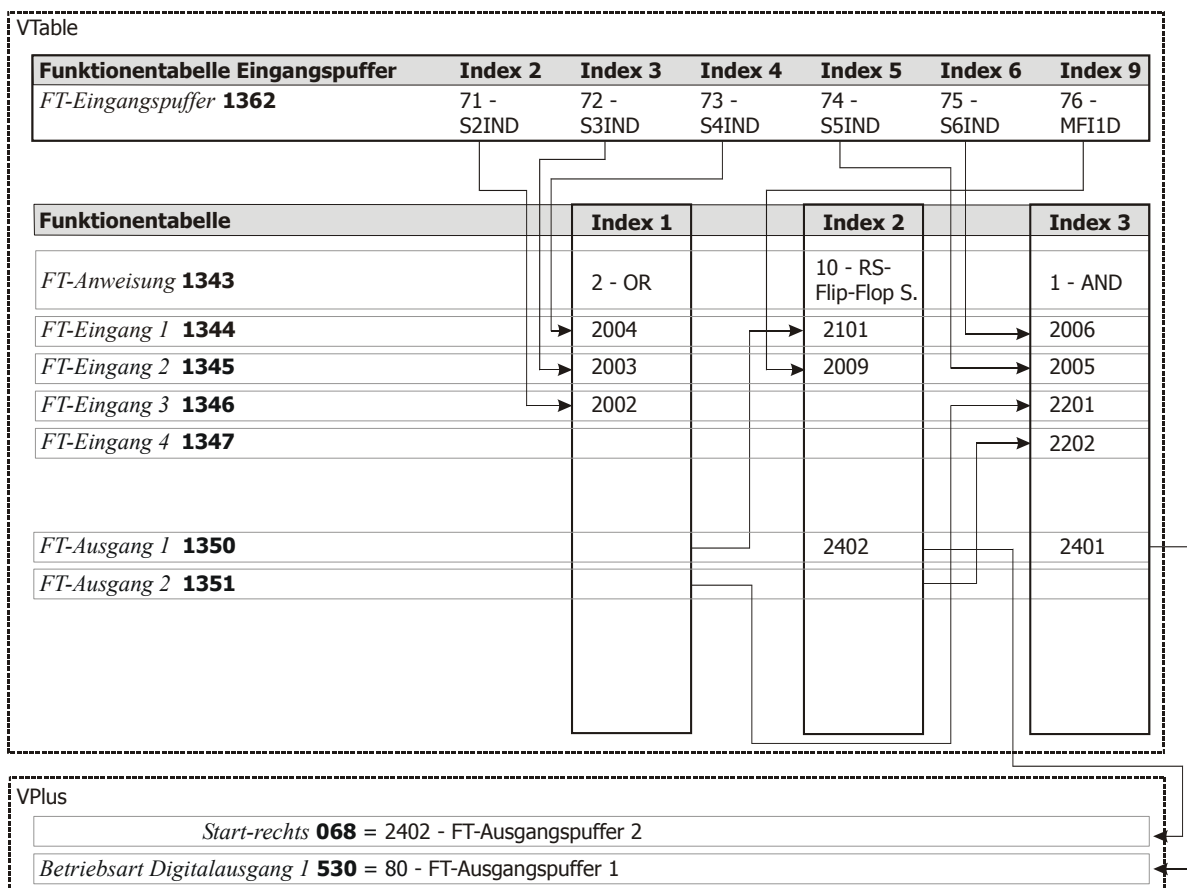 VTable
Funktionentabelle Eingangspuffer Index 2 Index 3 Index 4 Index 5 Index 6 Index 9
FT-Eingangspuffer 1362 71 - 72 - 73 - 74 - 75 - 76 -
S2IND S3IND S4IND S5IND S6IND MFI1D
Funktionentabelle Index 1 Index 2 Index 3
FT-Anweisung 1343 2 - OR 10 - RS- 1 - AND
Flip-Flop S.
FT-Eingang 1 1344 2004 2101 2006
FT-Eingang 2 1345 2003 2009 2005
FT-Eingang 3 1346 2002 2201
FT-Eingang 4 1347 2202
FT-Ausgang 1 1350 2402 2401
FT-Ausgang 2 1351
VPlus
Start-rechts 068 = 2402 - FT-Ausgangspuffer 2
Betriebsart Digitalausgang 1 530 = 80 - FT-Ausgangspuffer 1